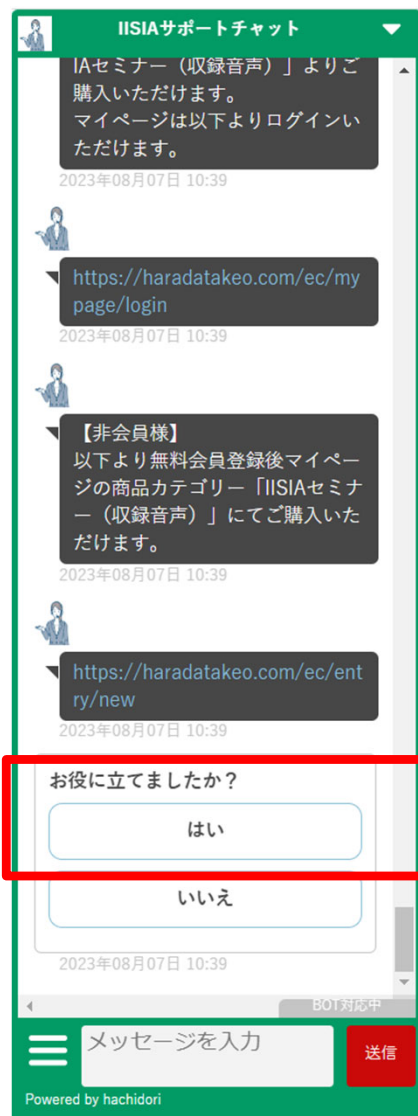 IISIAサポートチャット
IAセミナー（収録音声）」よりご
購入いただけます。
マイページは以下よりログインい
ただけます。
2023年08月07日 10:39
https://haradatakeo.com/ec/my
page/login
2023年08月07日 10:39
【非会員様】
以下より無料会員登録後マイペー
ジの商品カテゴリー「IISIAセミナ
ー（収録音声）」にてご購入いた
だけます。
2023年08月07日 10:39
https://haradatakeo.com/ec/ent
ry/new
2023年08月07日 10:39
お役に立てましたか？
はい
いいえ
2023年08月07日 10:39
BOT対応中
メッセージを入力
送信
Powered by hachidori